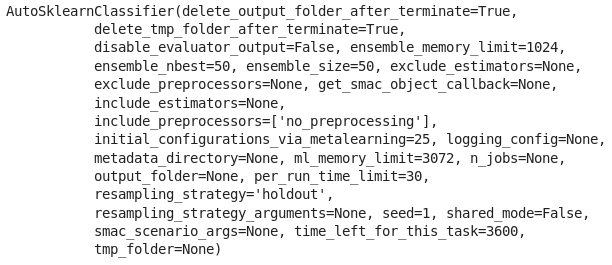 AutoSklearnClassifier(delete_output_folder_after_terminate=True,
delete_tmp_folder_after_terminate=True,
disable_evaluator_output=False, ensemble_memory_limit=1024,
ensemble_nbest=50, ensemble_size=50, exclude_estimators=None,
exclude_preprocessors=None, get_smac_object_callback=None,
include_estimators=None,
include_preprocessors=['no_preprocessing'],
initial_configurations_via_metalearning=25, logging_config=None,
metadata_directory=None, ml_memory_limit=3072, n_jobs=None,
output_folder=None, per_run_time_limit=30,
resampling_strategy='holdout',
resampling_strategy_arguments=None, seed=1, shared_mode=False,
smac_scenario_args=None, time_left_for_this_task=3600,
tmp_folder=None)